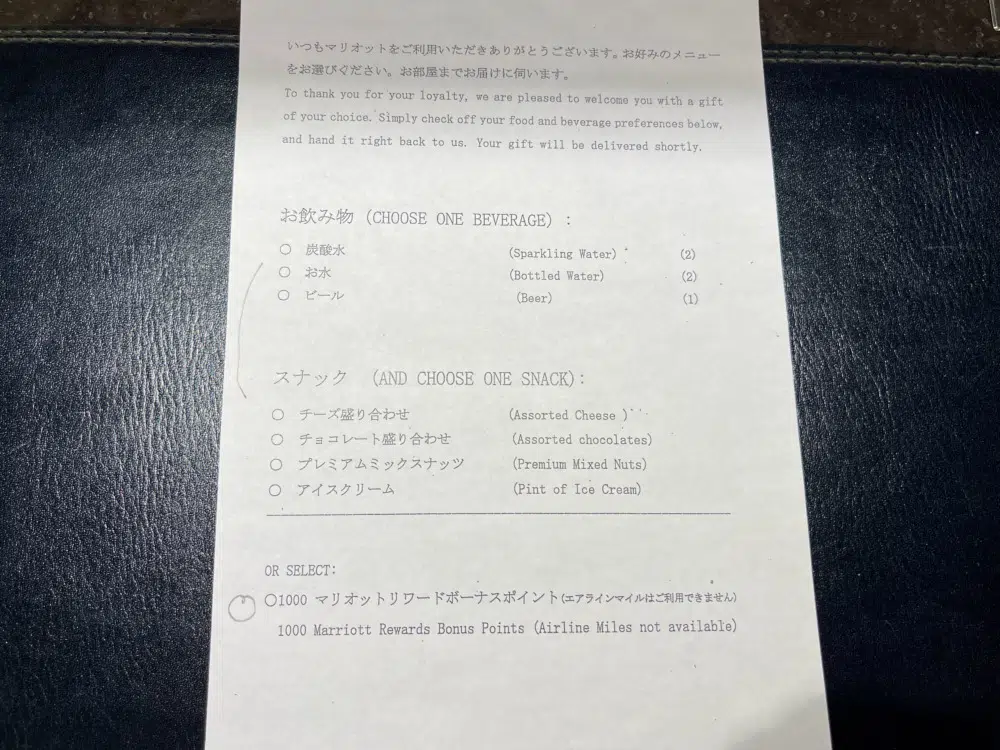 いつもマリオットをご利用いただきありがとうございます。お好みのメニュー
をお選びください。お部屋までお届けに伺います。
To thank you for your loyalty, we are pleased to welcome you with a gift
of your choice. Simply check off your food and beverage preferences below,
and hand it right back to us. Your gift will be delivered shortly.
お飲み物 (CHOOSE ONE BEVERAGE) :
○ 炭酸水 (Sparkling Water) (2)
○ お水 (Bottled Water) (2)
○ ビール (Beer) (1)
スナック (AND CHOOSE ONE SNACK):
○ チーズ盛り合わせ (Assorted Cheese )
○ チョコレート盛り合わせ (Assorted chocolates)
○ プレミアムミックスナッツ (Premium Mixed Nuts)
○ アイスクリーム (Pint of Ice Cream)
OR SELECT:
○1000 マリオットリワードボーナスポイント(エアラインマイルはご利用できません)
1000 Marriott Rewards Bonus Points (Airline Miles not available)